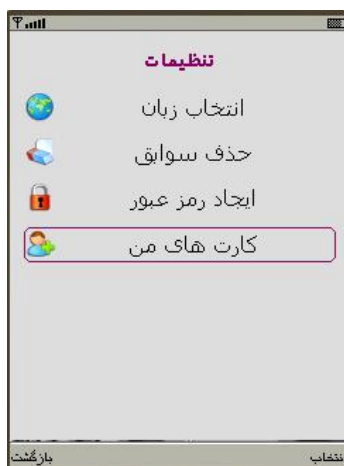 تنظیمات
انتخاب زبان
حذف سوابق
ایجاد رمز عبور
کارت های من
انتخاب
بازگشت